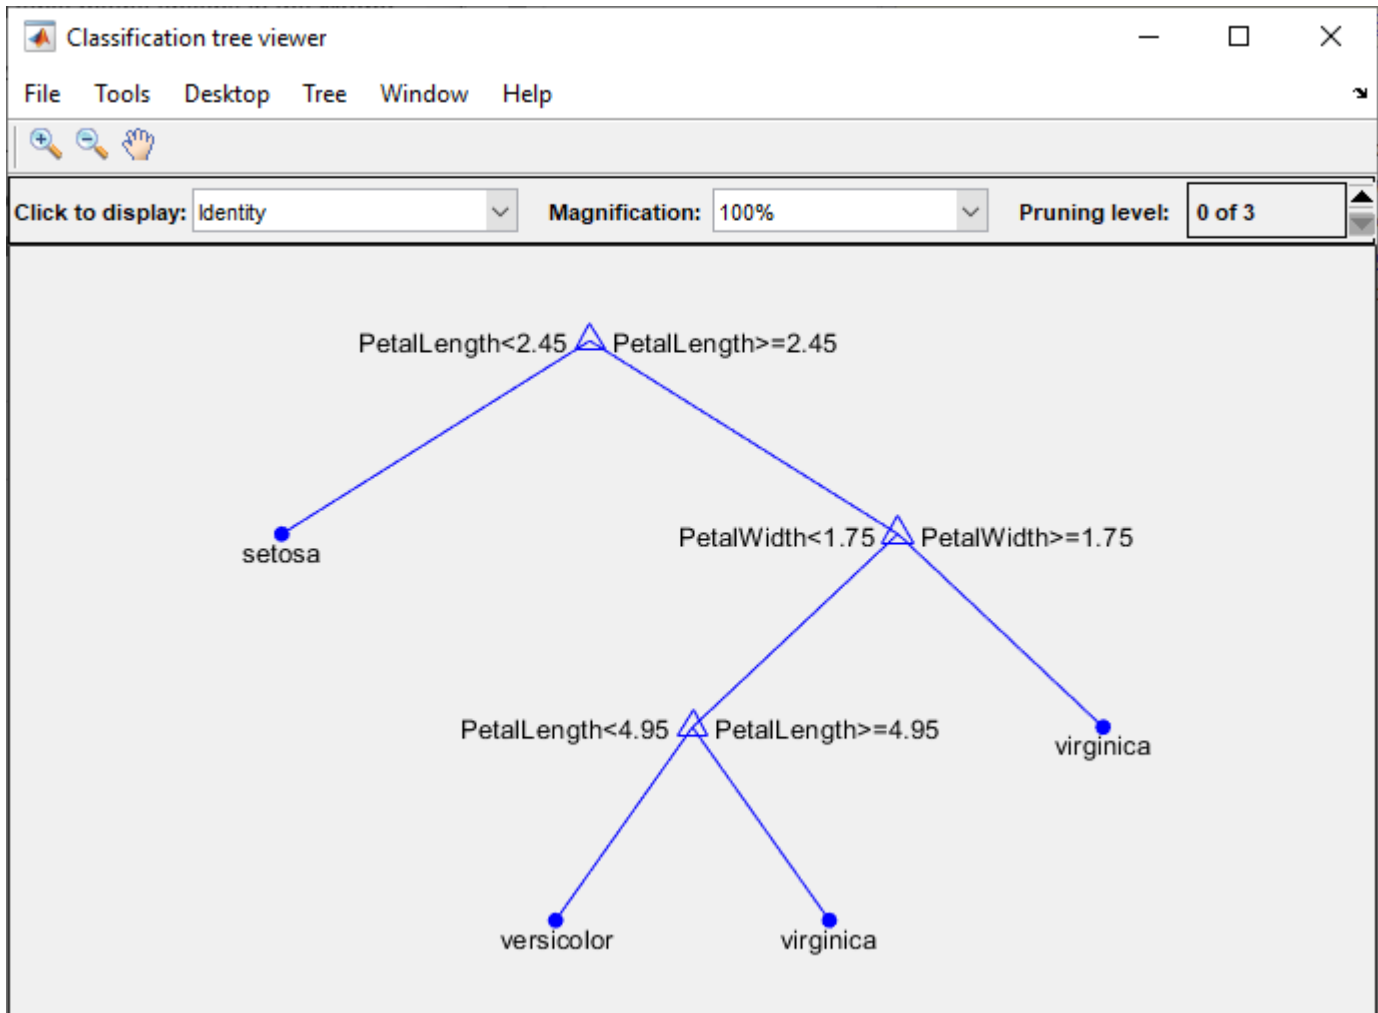 Classification tree viewer
File Tools Desktop Tree Window Help
Click to display: Identity Magnification: 100% Pruning level: 0 of 3
PetalLength<2.45 PetalLength>=2.45
setosa
PetalWidth<1.75 PetalWidth>=1.75
PetalLength<4.95 PetalLength>=4.95
virginica
versicolor
virginica